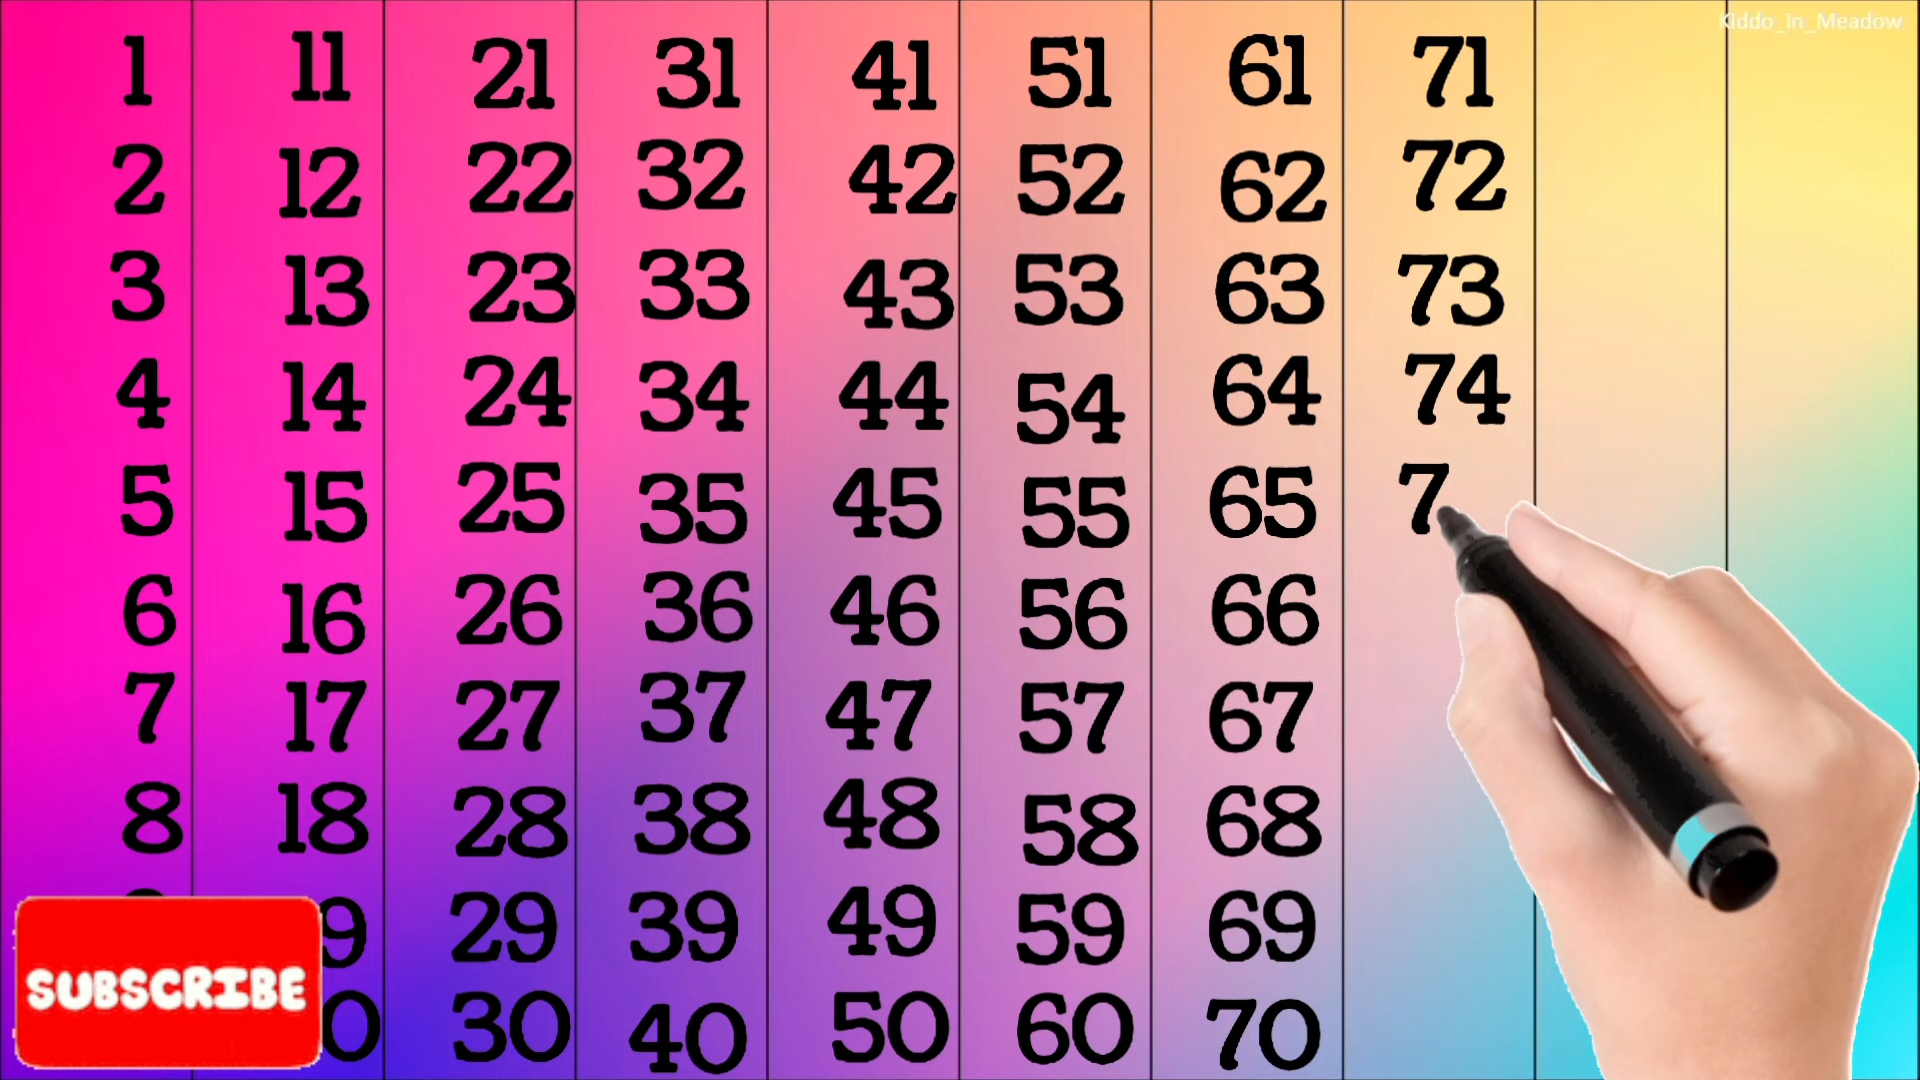 Kiddo_in_Meadow
1 11 21 31 41 51 61 71
2 12 22 32 42 52 62 72
3 13 23 33 43 53 63 73
4 14 24 34 44 54 64 74
5 15 25 35 45 55 65 7
6 16 26 36 46 56 66
7 17 27 37 47 57 67
8 18 28 38 48 58 68
9 29 39 49 59 69
0 30 40 50 60 70
SUBSCRIBE